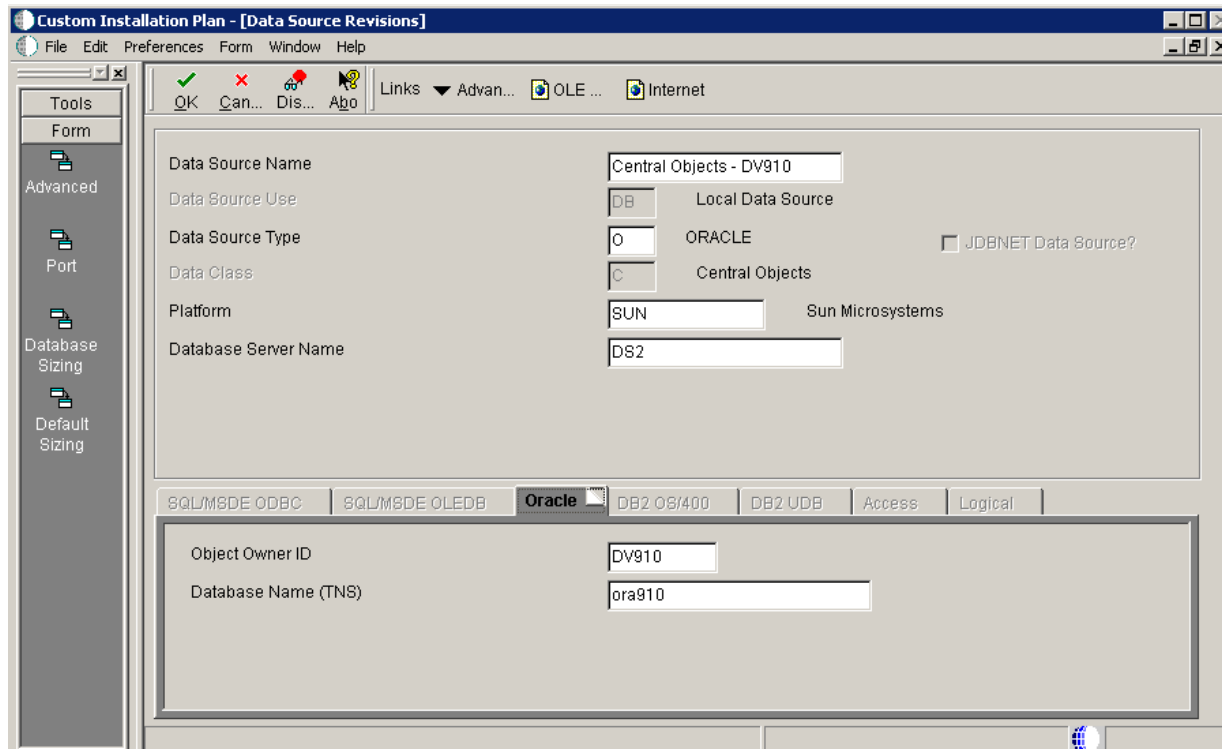 Custom Installation Plan - [Data Source Revisions]
File Edit Preferences Form Window Help
Tools
Form
Advanced
Port
Database Sizing
Default Sizing
OK Can... Dis... Abo Links Advan... OLE ... Internet
Data Source Name Central Objects - DV910
Data Source Use DB Local Data Source
Data Source Type O ORACLE JDBNET Data Source?
Data Class C Central Objects
Platform SUN Sun Microsystems
Database Server Name DS2
SQL/MSDE ODBC SQL/MSDE OLEDB Oracle DB2 OS/400 DB2 UDB Access Logical
Object Owner ID DV910
Database Name (TNS) ora910